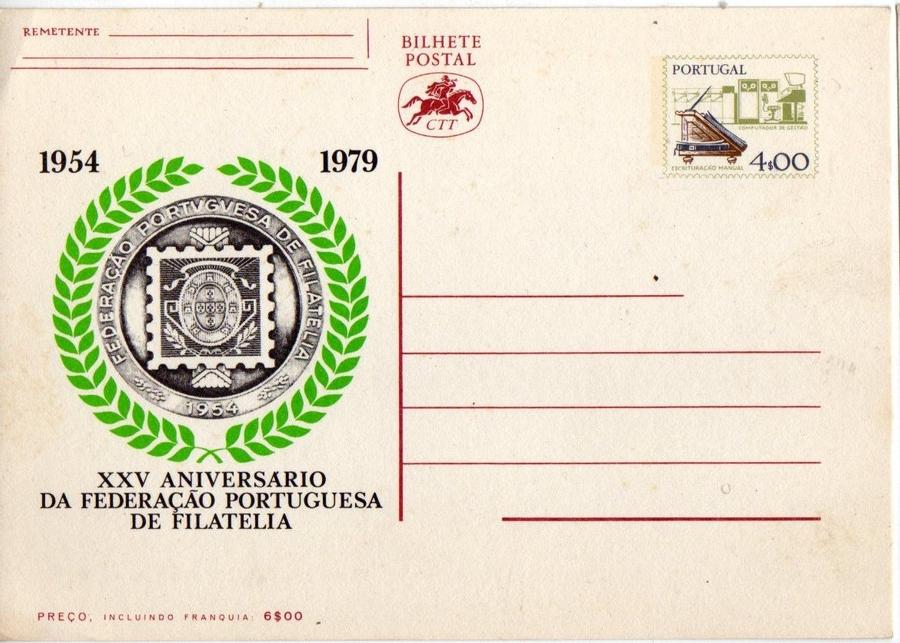 REMETENTE
BILHETE
POSTAL
CTT
PORTUGAL
COMPUTADOR DE GESTÃO
ESCRITURAÇÃO MANUAL
4$00
1954 1979
FEDERAÇÃO PORTVGVESA DE FILATELIA
1954
XXV ANIVERSARIO
DA FEDERAÇÃO PORTUGUESA
DE FILATELIA
PREÇO, INCLUINDO FRANQUIA: 6$00